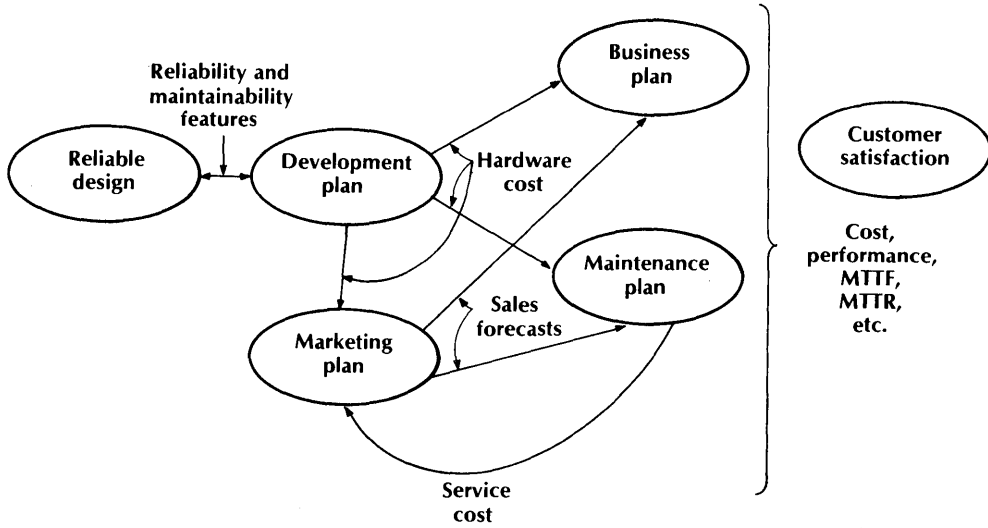 Reliability and
maintainability
features
Reliable
design
Development
plan
Business
plan
Hardware
cost
Customer
satisfaction
Cost,
performance,
MTTF,
MTTR,
etc.
Maintenance
plan
Sales
forecasts
Marketing
plan
Service
cost